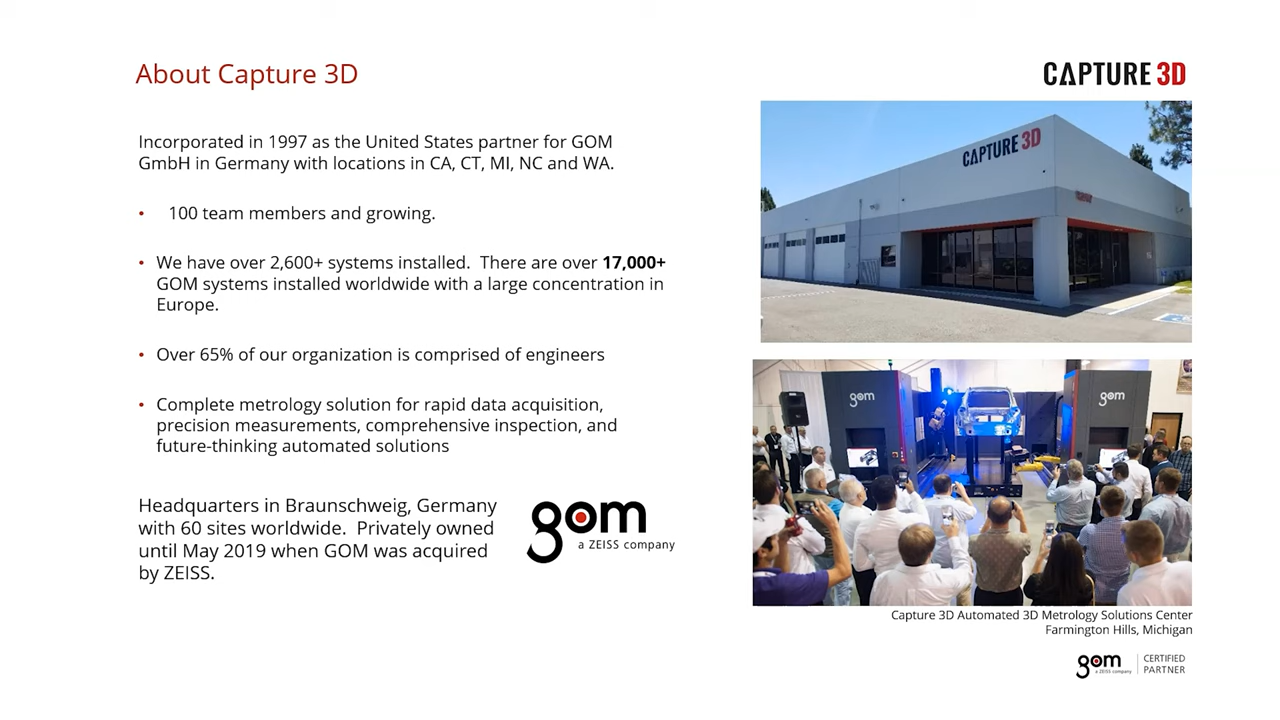 About Capture 3D
CAPTURE 3D
Incorporated in 1997 as the United States partner for GOM
GmbH in Germany with locations in CA, CT, MI, NC and WA.
• 100 team members and growing.
• We have over 2,600+ systems installed. There are over 17,000+
GOM systems installed worldwide with a large concentration in
Europe.
• Over 65% of our organization is comprised of engineers
• Complete metrology solution for rapid data acquisition,
precision measurements, comprehensive inspection, and
future-thinking automated solutions
Headquarters in Braunschweig, Germany
with 60 sites worldwide. Privately owned
until May 2019 when GOM was acquired
by ZEISS.
gom
a ZEISS company
CAPTURE 3D
gom
gom
Capture 3D Automated 3D Metrology Solutions Center
Farmington Hills, Michigan
gom
a ZEISS company
CERTIFIED
PARTNER